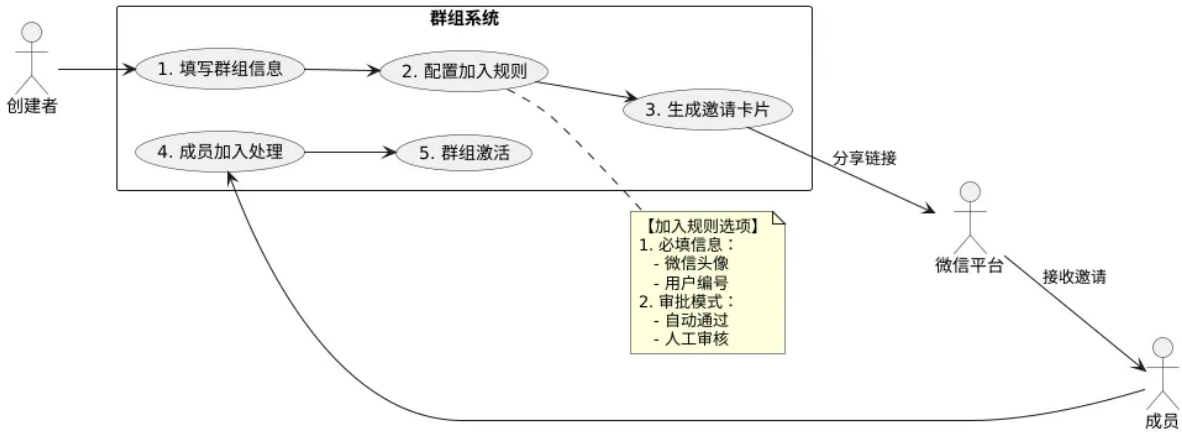 群组系统
创建者
1. 填写群组信息
2. 配置加入规则
3. 生成邀请卡片
4. 成员加入处理
5. 群组激活
分享链接
微信平台
接收邀请
成员
【加入规则选项】
1. 必填信息：
- 微信头像
- 用户编号
2. 审批模式：
- 自动通过
- 人工审核